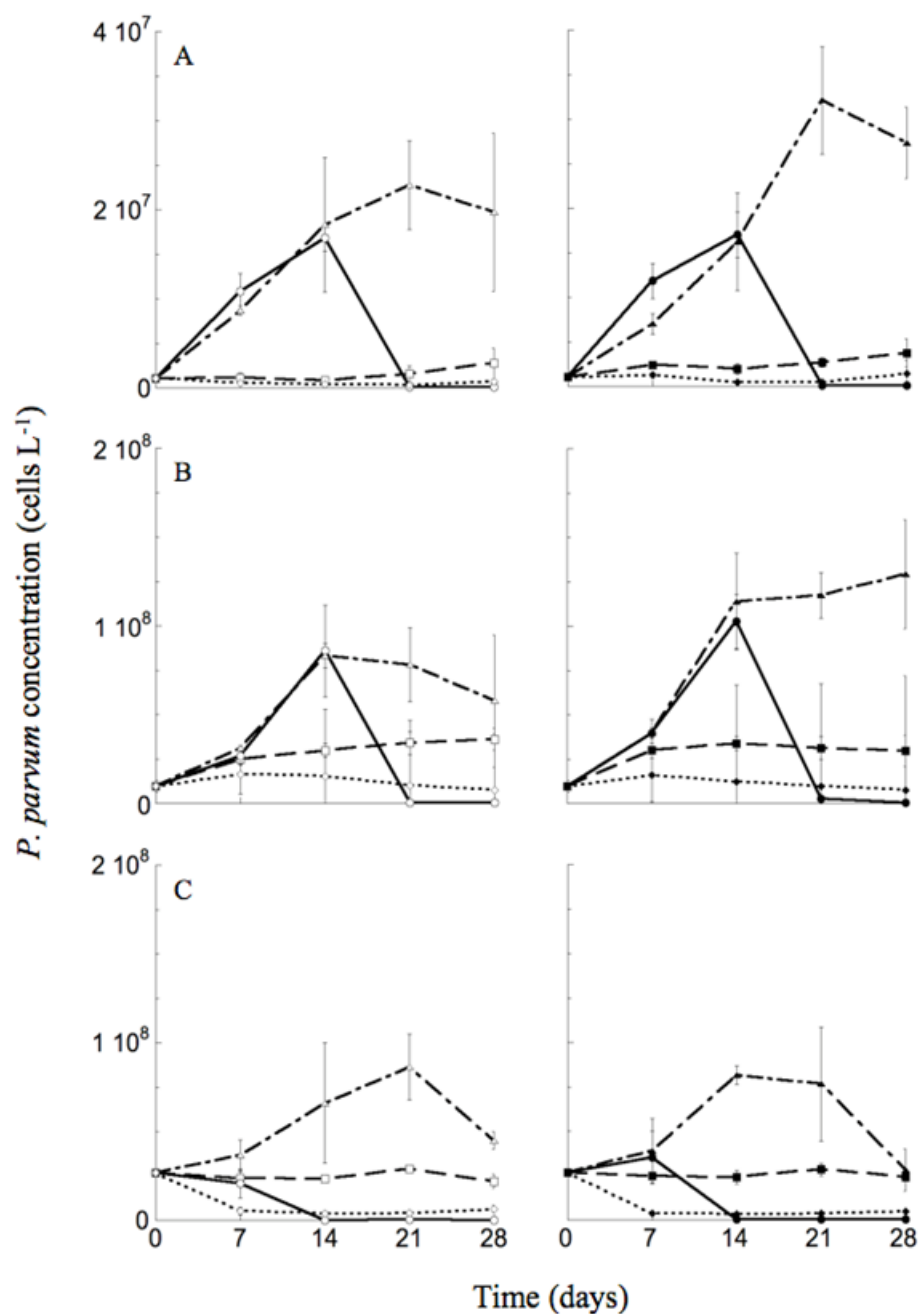 4 10⁷
A
2 10⁷
0
2 10⁸
B
1 10⁸
0
2 10⁸
C
1 10⁸
0
0 7 14 21 28 0 7 14 21 28
P. parvum concentration (cells L⁻¹)
Time (days)